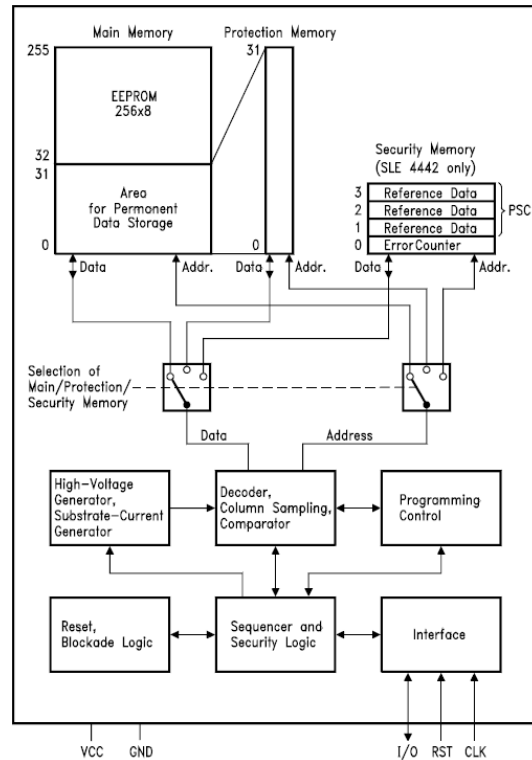 Main Memory
Protection Memory
255
31
EEPROM
256x8
32
31
Security Memory
(SLE 4442 only)
Area
for Permanent
Data Storage
3 Reference Data
2 Reference Data
1 Reference Data
PSC
0
0
0 ErrorCounter
Data
Addr.
Data
Addr.
Data
Addr.
Selection of
Main/Protection/
Security Memory
Data
Address
High-Voltage
Generator,
Substrate-Current
Generator
Decoder,
Column Sampling,
Comparator
Programming
Control
Reset,
Blockade Logic
Sequencer and
Security Logic
Interface
VCC
GND
I/O
RST
CLK